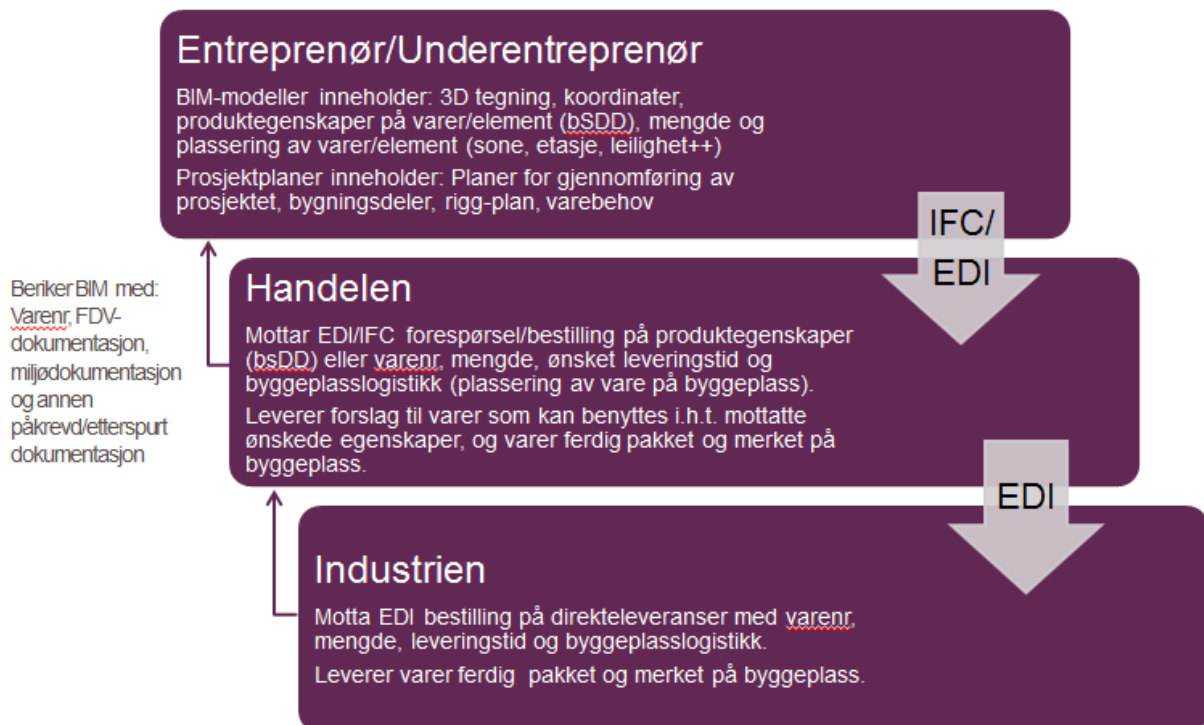 Entreprenør/Underentreprenør
BIM-modeller inneholder: 3D tegning, koordinater,
produktegenskaper på varer/element (bSDD), mengde og
plassering av varer/element (sone, etasje, leilighet++)
Prosjektplaner inneholder: Planer for gjennomføring av
prosjektet, bygningsdeler, rigg-plan, varebehov
IFC/
EDI
Beriker BIM med:
Varenr, FDV-
dokumentasjon,
miljødokumentasjon
og annen
påkrevd/etterspurt
dokumentasjon
Handelen
Mottar EDI/IFC forespørsel/bestilling på produktegenskaper
(bsDD) eller varenr, mengde, ønsket leveringstid og
byggeplasslogistikk (plassering av vare på byggeplass).
Leverer forslag til varer som kan benyttes i.h.t. mottatte
ønskede egenskaper, og varer ferdig pakket og merket på
byggeplass.
EDI
Industrien
Motta EDI bestilling på direkteleveranser med varenr,
mengde, leveringstid og byggeplasslogistikk.
Leverer varer ferdig pakket og merket på byggeplass.